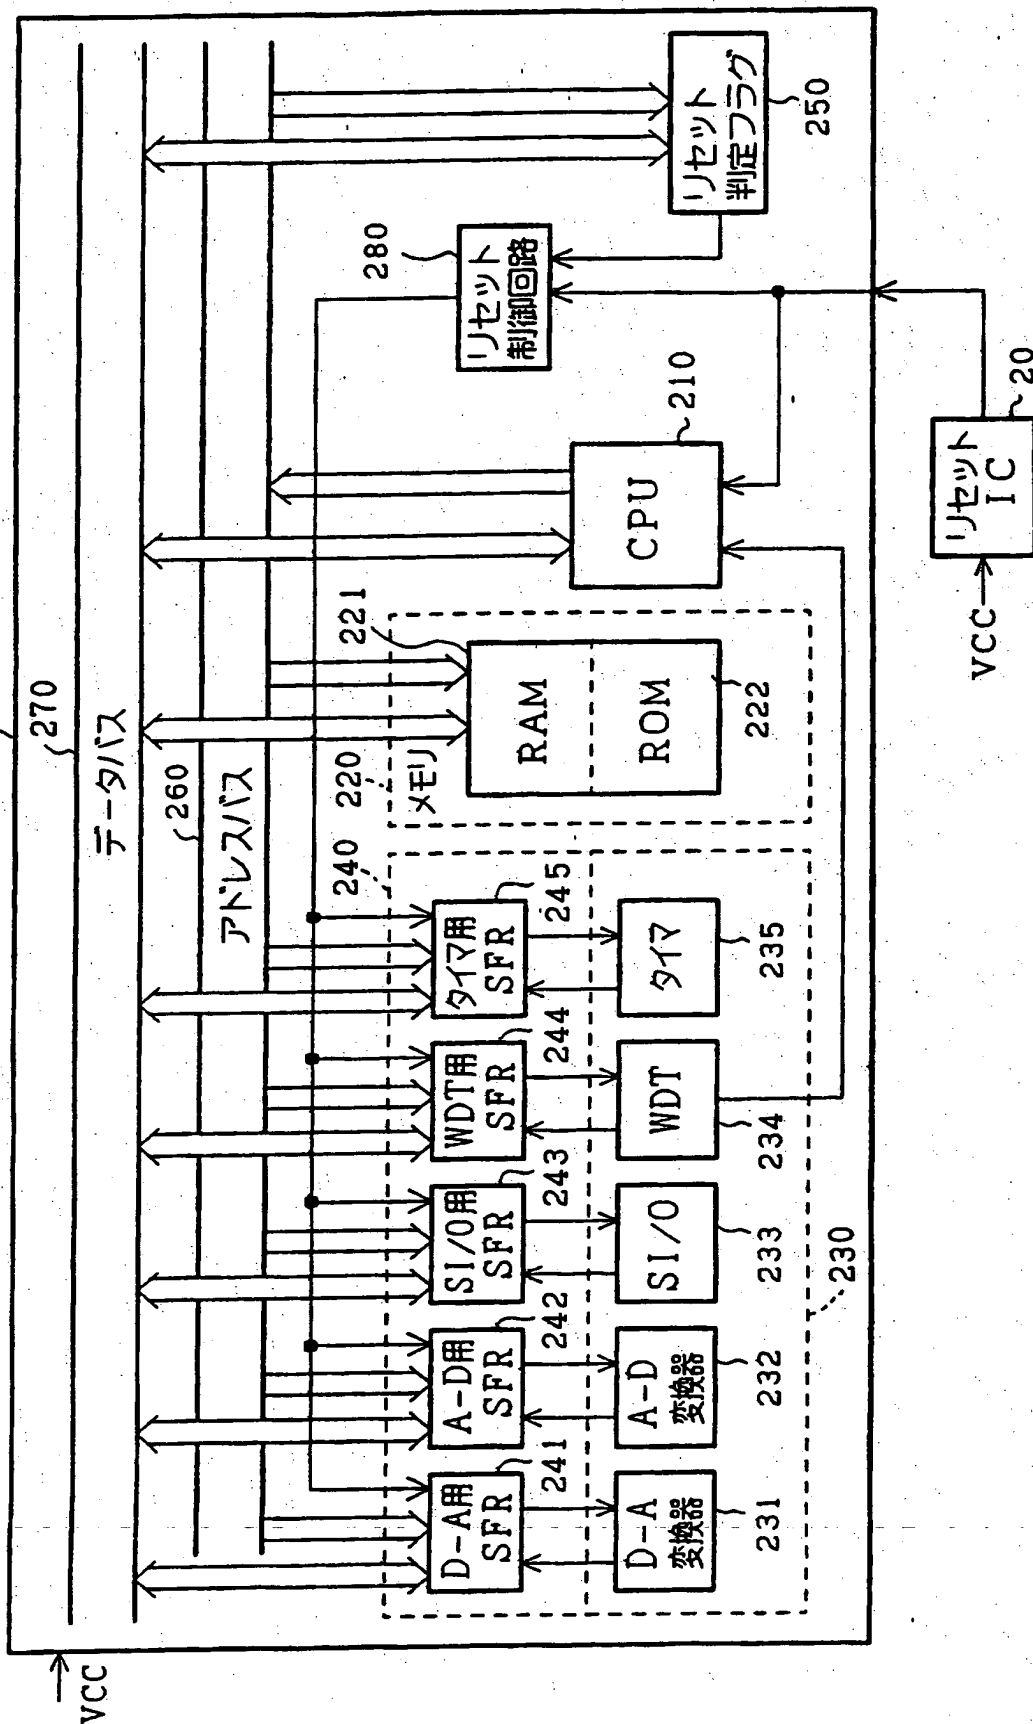 VCC
270
データバス
260
アドレスバス
240
220
メモリ
221
RAM
ROM
222
D-A用
SFR
241
A-D用
SFR
242
SI/O用
SFR
243
WDT用
SFR
244
タイマ用
SFR
245
D-A
変換器
231
A-D
変換器
232
SI/O
233
WDT
234
タイマ
235
230
CPU
210
リセット
制御回路
280
リセット
判定フラグ
250
VCC
リセット
IC
20